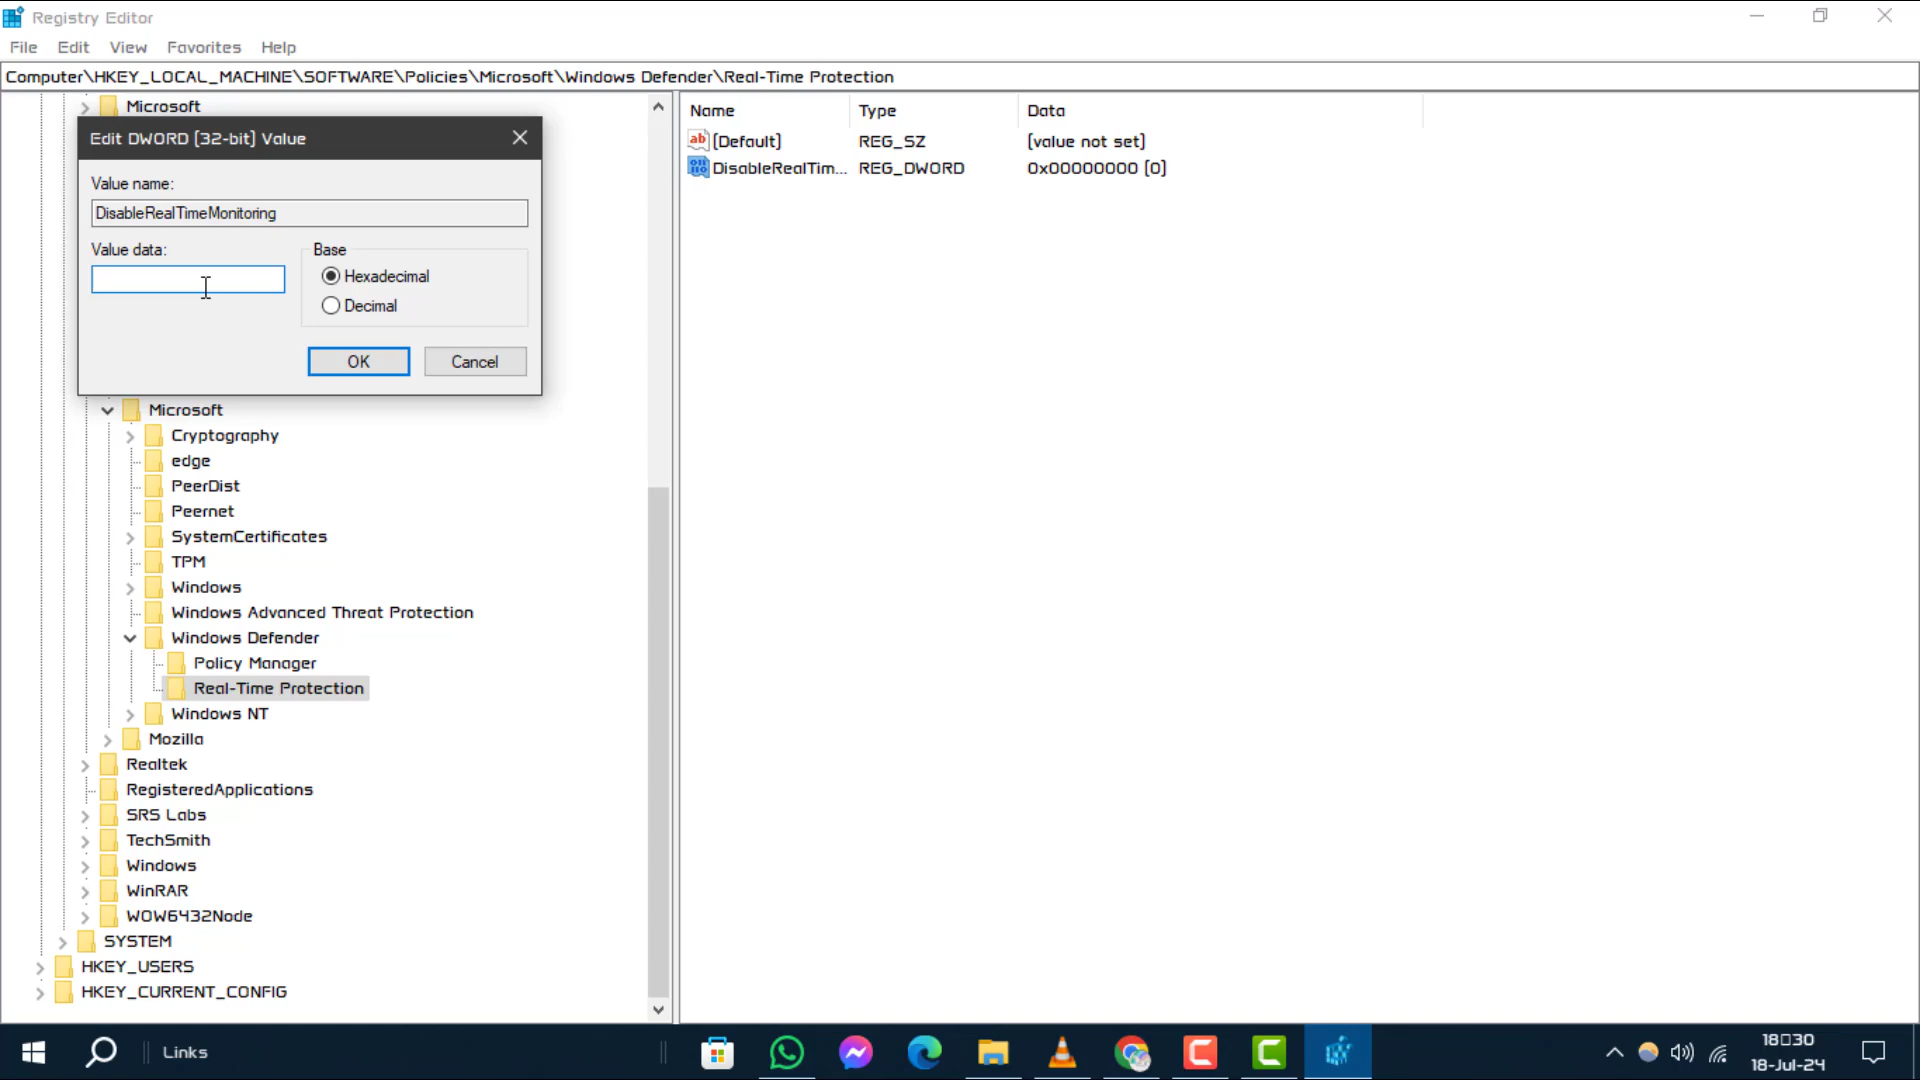 Registry Editor
File Edit View Favorites Help
Computer\HKEY_LOCAL_MACHINE\SOFTWARE\Policies\Microsoft\Windows Defender\Real-Time Protection
Microsoft
Edit DWORD (32-bit) Value
Value name:
DisableRealTimeMonitoring
Value data:
Base
Hexadecimal
Decimal
OK
Cancel
Microsoft
Cryptography
edge
PeerDist
Peernet
SystemCertificates
TPM
Windows
Windows Advanced Threat Protection
Windows Defender
Policy Manager
Real-Time Protection
Windows NT
Mozilla
Realtek
RegisteredApplications
SRS Labs
TechSmith
Windows
WinRAR
WOW6432Node
SYSTEM
HKEY_USERS
HKEY_CURRENT_CONFIG
Name Type Data
ab (Default) REG_SZ (value not set)
DisableRealTim... REG_DWORD 0x00000000 (0)
Links
18▯30
18-Jul-24